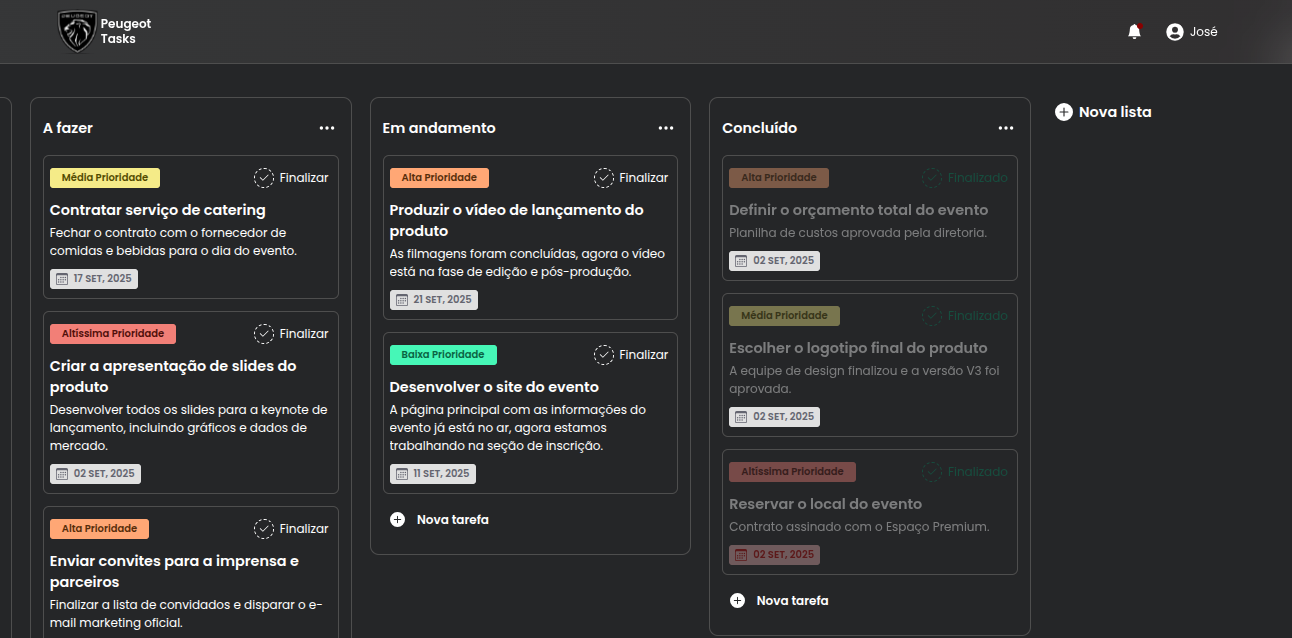 PEUGEOT
Peugeot
Tasks
José
A fazer
Média Prioridade
Finalizar
Contratar serviço de catering
Fechar o contrato com o fornecedor de
comidas e bebidas para o dia do evento.
17 SET, 2025
Altíssima Prioridade
Finalizar
Criar a apresentação de slides do
produto
Desenvolver todos os slides para a keynote de
lançamento, incluindo gráficos e dados de
mercado.
02 SET, 2025
Alta Prioridade
Finalizar
Enviar convites para a imprensa e
parceiros
Finalizar a lista de convidados e disparar o e-
mail marketing oficial.
Em andamento
Alta Prioridade
Finalizar
Produzir o vídeo de lançamento do
produto
As filmagens foram concluídas, agora o vídeo
está na fase de edição e pós-produção.
21 SET, 2025
Baixa Prioridade
Finalizar
Desenvolver o site do evento
A página principal com as informações do
evento já está no ar, agora estamos
trabalhando na seção de inscrição.
11 SET, 2025
Nova tarefa
Concluído
Alta Prioridade
Finalizado
Definir o orçamento total do evento
Planilha de custos aprovada pela diretoria.
02 SET, 2025
Média Prioridade
Finalizado
Escolher o logotipo final do produto
A equipe de design finalizou e a versão V3 foi
aprovada.
02 SET, 2025
Altíssima Prioridade
Finalizado
Reservar o local do evento
Contrato assinado com o Espaço Premium.
02 SET, 2025
Nova tarefa
Nova lista